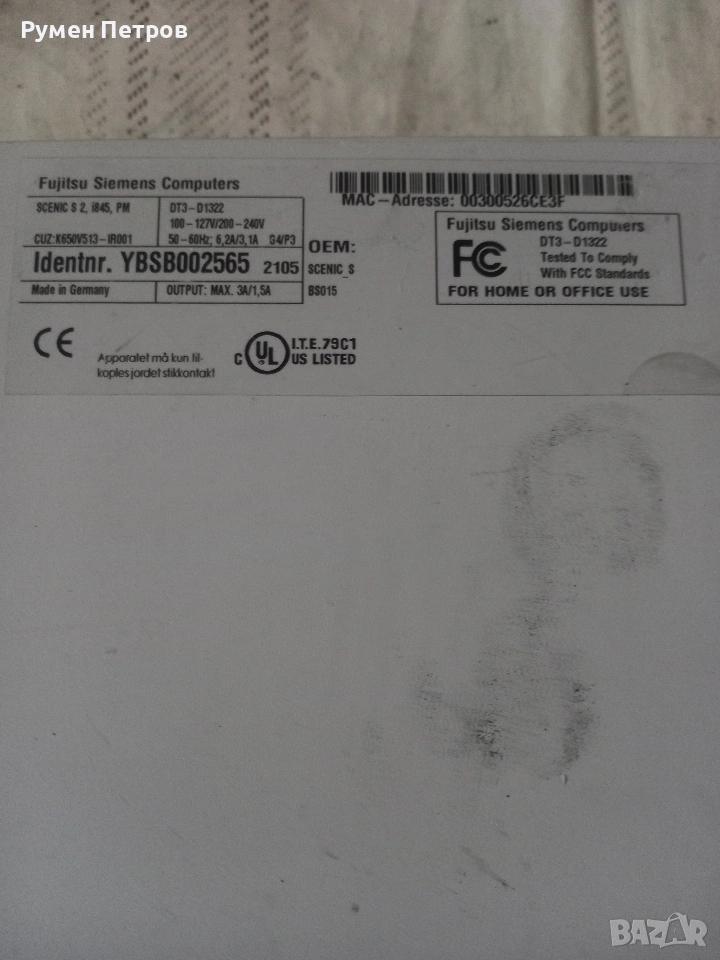 Румен Петров
Fujitsu Siemens Computers
SCENIC S 2, i845, PM
DT3-D1322
100-127V/200-240V
CUZ:K650V513-IR001
50-60Hz; 6,2A/3,1A G4/P3
Identnr. YBSB002565 2105
Made in Germany
OUTPUT: MAX. 3A/1,5A
OEM:
SCENIC_S
BS015
MAC-Adresse: 00300526CE3F
Fujitsu Siemens Computers
FC
DT3-D1322
Tested To Comply
With FCC Standards
FOR HOME OR OFFICE USE
CE
Apparatet må kun til-
koples jordet stikkontakt
C UL
I.T.E.79C1
US LISTED
BAZAR